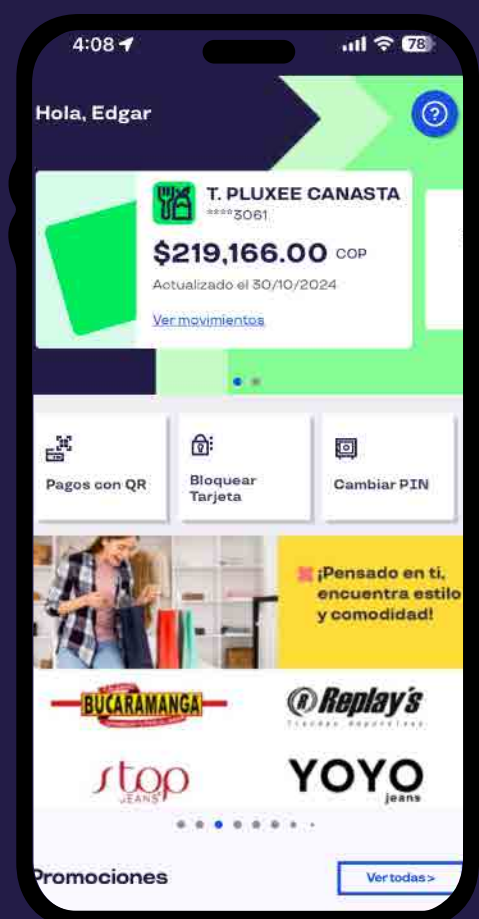 4:08
78
Hola, Edgar
?
T. PLUXEE CANASTA
****3061
$219,166.00 COP
Actualizado el 30/10/2024
Ver movimientos
Pagos con QR
Bloquear
Tarjeta
Cambiar PIN
¡Pensado en ti,
encuentra estilo
y comodidad!
BUCARAMANGA
® Replay's
Tiendas deportivas
stop
JEANS
YOYO
jeans
Promociones
Ver todas >